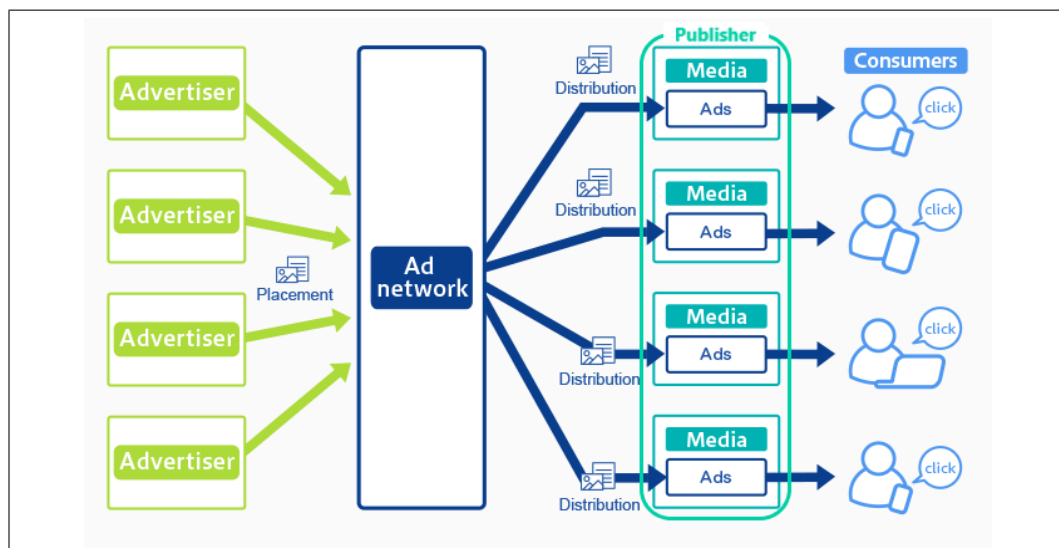 Publisher
Advertiser
Advertiser
Advertiser
Advertiser
Placement
Ad
network
Distribution
Distribution
Distribution
Distribution
Media
Ads
Media
Ads
Media
Ads
Media
Ads
Consumers
click
click
click
click